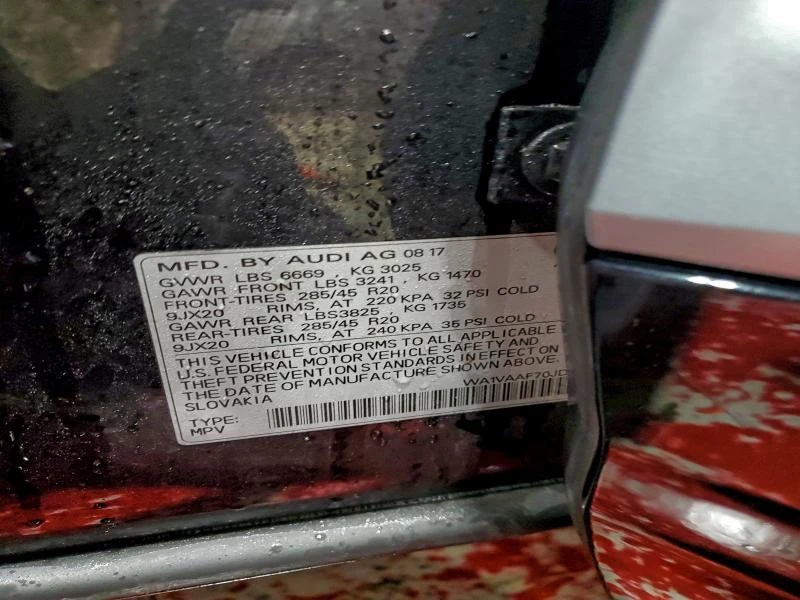 MFD. BY AUDI AG 08 17
GVWR LBS 6669 , KG 3025
GAWR FRONT LBS 3241 , KG 1470
FRONT-TIRES 285/45 R20
9JX20 RIMS, AT 220 KPA 32 PSI COLD
GAWR REAR LBS3825 , KG 1735
REAR-TIRES 285/45 R20
9JX20 RIMS, AT 240 KPA 35 PSI COLD
THIS VEHICLE CONFORMS TO ALL APPLICABLE
U.S. FEDERAL MOTOR VEHICLE SAFETY AND
THEFT PREVENTION STANDARDS IN EFFECT ON
THE DATE OF MANUFACTURE SHOWN ABOVE
SLOVAKIA WA1VAAF70JD
TYPE:
MPV